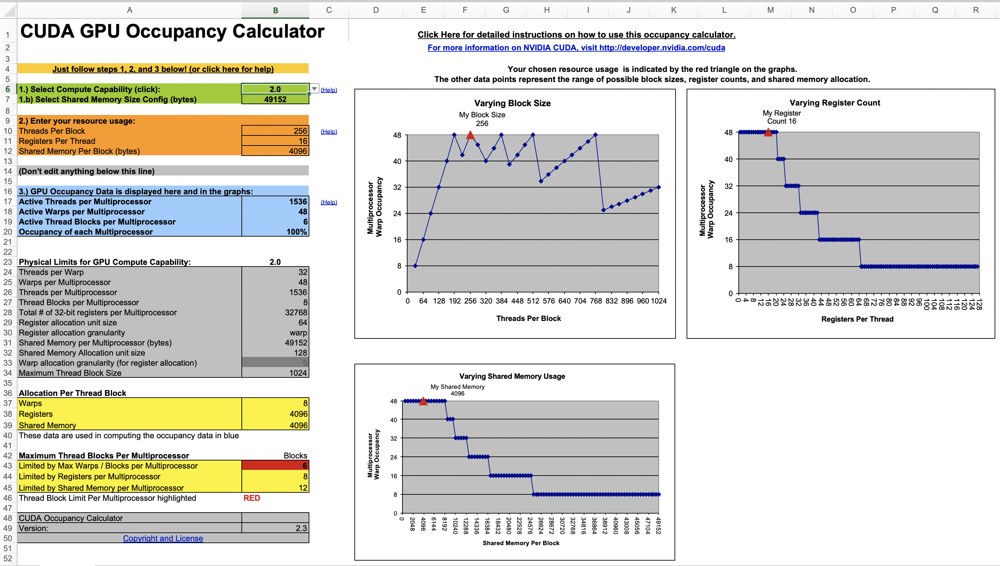 A B C D E F G H I J K L M N O P Q R
1 CUDA GPU Occupancy Calculator Click Here for detailed instructions on how to use this occupancy calculator.
2 For more information on NVIDIA CUDA, visit http://developer.nvidia.com/cuda
3
4 Just follow steps 1, 2, and 3 below! (or click here for help) Your chosen resource usage is indicated by the red triangle on the graphs.
5 The other data points represent the range of possible block sizes, register counts, and shared memory allocation.
6 1.) Select Compute Capability (click): 2.0 (Help)
7 1.b) Select Shared Memory Size Config (bytes) 49152
8
9 2.) Enter your resource usage:
10 Threads Per Block 256 (Help)
11 Registers Per Thread 16
12 Shared Memory Per Block (bytes) 4096
13
14 (Don't edit anything below this line)
15
16 3.) GPU Occupancy Data is displayed here and in the graphs:
17 Active Threads per Multiprocessor 1536 (Help)
18 Active Warps per Multiprocessor 48
19 Active Thread Blocks per Multiprocessor 6
20 Occupancy of each Multiprocessor 100%
21
22
23 Physical Limits for GPU Compute Capability: 2.0
24 Threads per Warp 32
25 Warps per Multiprocessor 48
26 Threads per Multiprocessor 1536
27 Thread Blocks per Multiprocessor 8
28 Total # of 32-bit registers per Multiprocessor 32768
29 Register allocation unit size 64
30 Register allocation granularity warp
31 Shared Memory per Multiprocessor (bytes) 49152
32 Shared Memory Allocation unit size 128
33 Warp allocation granularity (for register allocation) 0
34 Maximum Thread Block Size 1024
35
36 Allocation Per Thread Block
37 Warps 8
38 Registers 4096
39 Shared Memory 4096
40 These data are used in computing the occupancy data in blue
41
42 Maximum Thread Blocks Per Multiprocessor Blocks
43 Limited by Max Warps / Blocks per Multiprocessor 6
44 Limited by Registers per Multiprocessor 8
45 Limited by Shared Memory per Multiprocessor 12
46 Thread Block Limit Per Multiprocessor highlighted RED
47
48 CUDA Occupancy Calculator
49 Version: 2.3
50 Copyright and License
51
52
Varying Block Size
My Block Size
256
48
40
32
24
16
8
0
Multiprocessor
Warp Occupancy
0 64 128 192 256 320 384 448 512 576 640 704 768 832 896 960 1024
Threads Per Block
Varying Register Count
My Register
Count 16
48
40
32
24
16
8
0
Multiprocessor
Warp Occupancy
0 4 8 12 16 20 24 28 32 36 40 44 48 52 56 60 64 68 72 76 80 84 88 92 96 100 104 108 112 116 120 124 128
Registers Per Thread
Varying Shared Memory Usage
My Shared Memory
4096
48
40
32
24
16
8
0
Multiprocessor
Warp Occupancy
0 2048 4096 6144 8192 10240 12288 14336 16384 18432 20480 22528 24576 26624 28672 30720 32768 34816 36864 38912 40960 43008 45056 47104 49152
Shared Memory Per Block